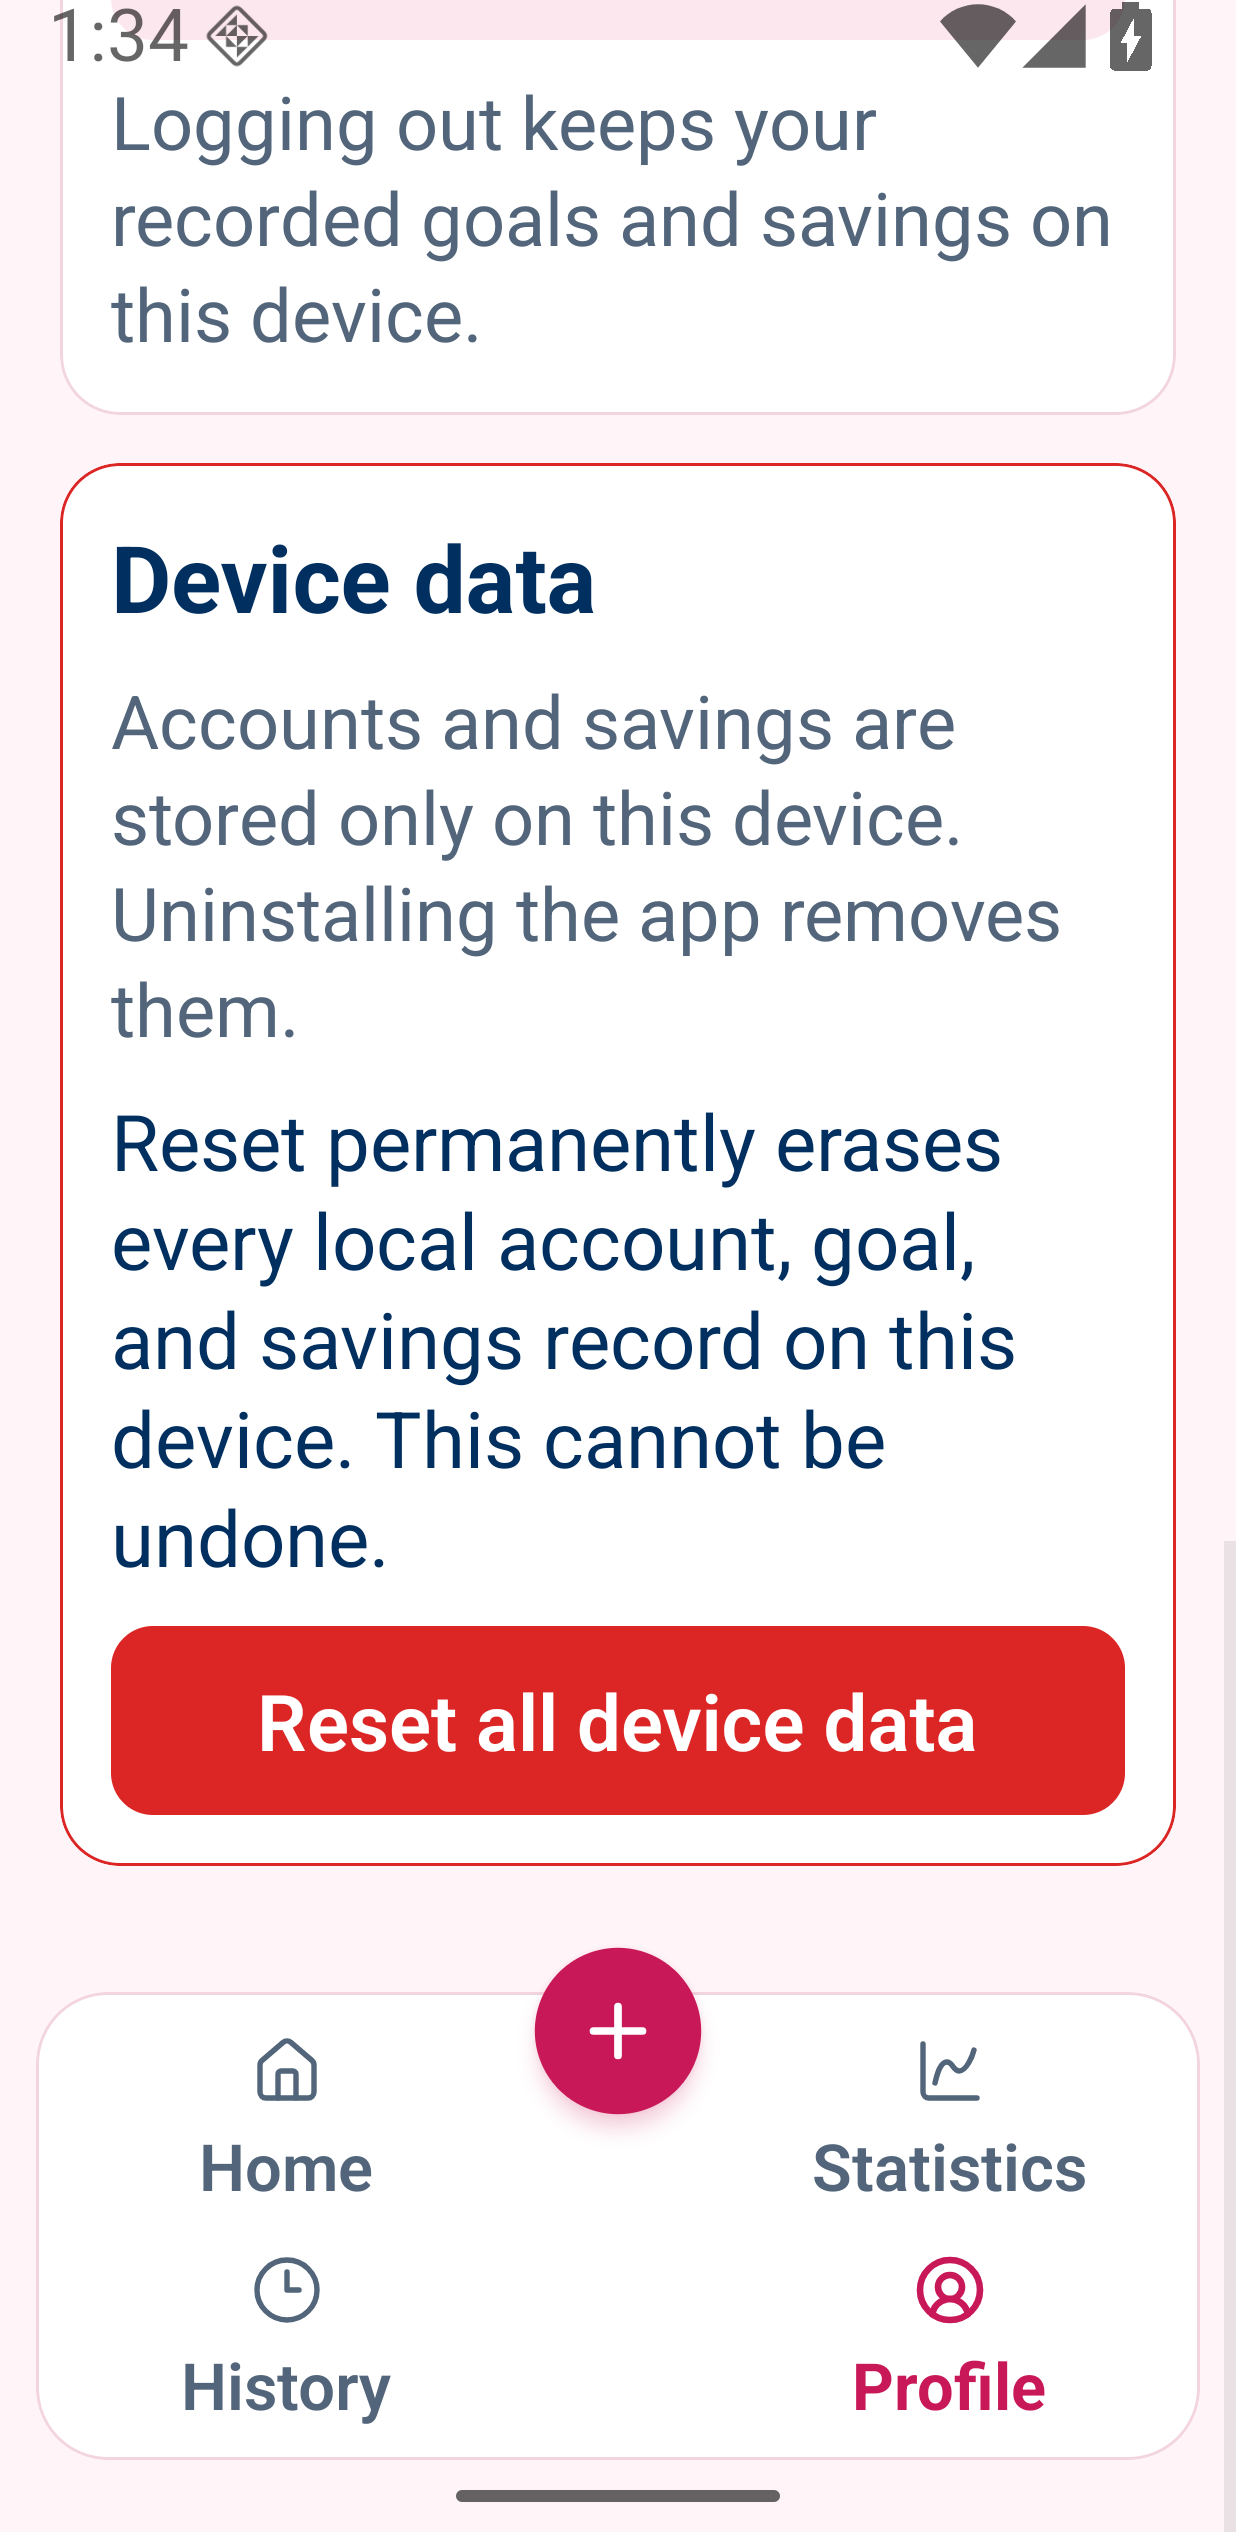 1:34
Logging out keeps your
recorded goals and savings on
this device.
Device data
Accounts and savings are
stored only on this device.
Uninstalling the app removes
them.
Reset permanently erases
every local account, goal,
and savings record on this
device. This cannot be
undone.
Reset all device data
Home
Statistics
History
Profile